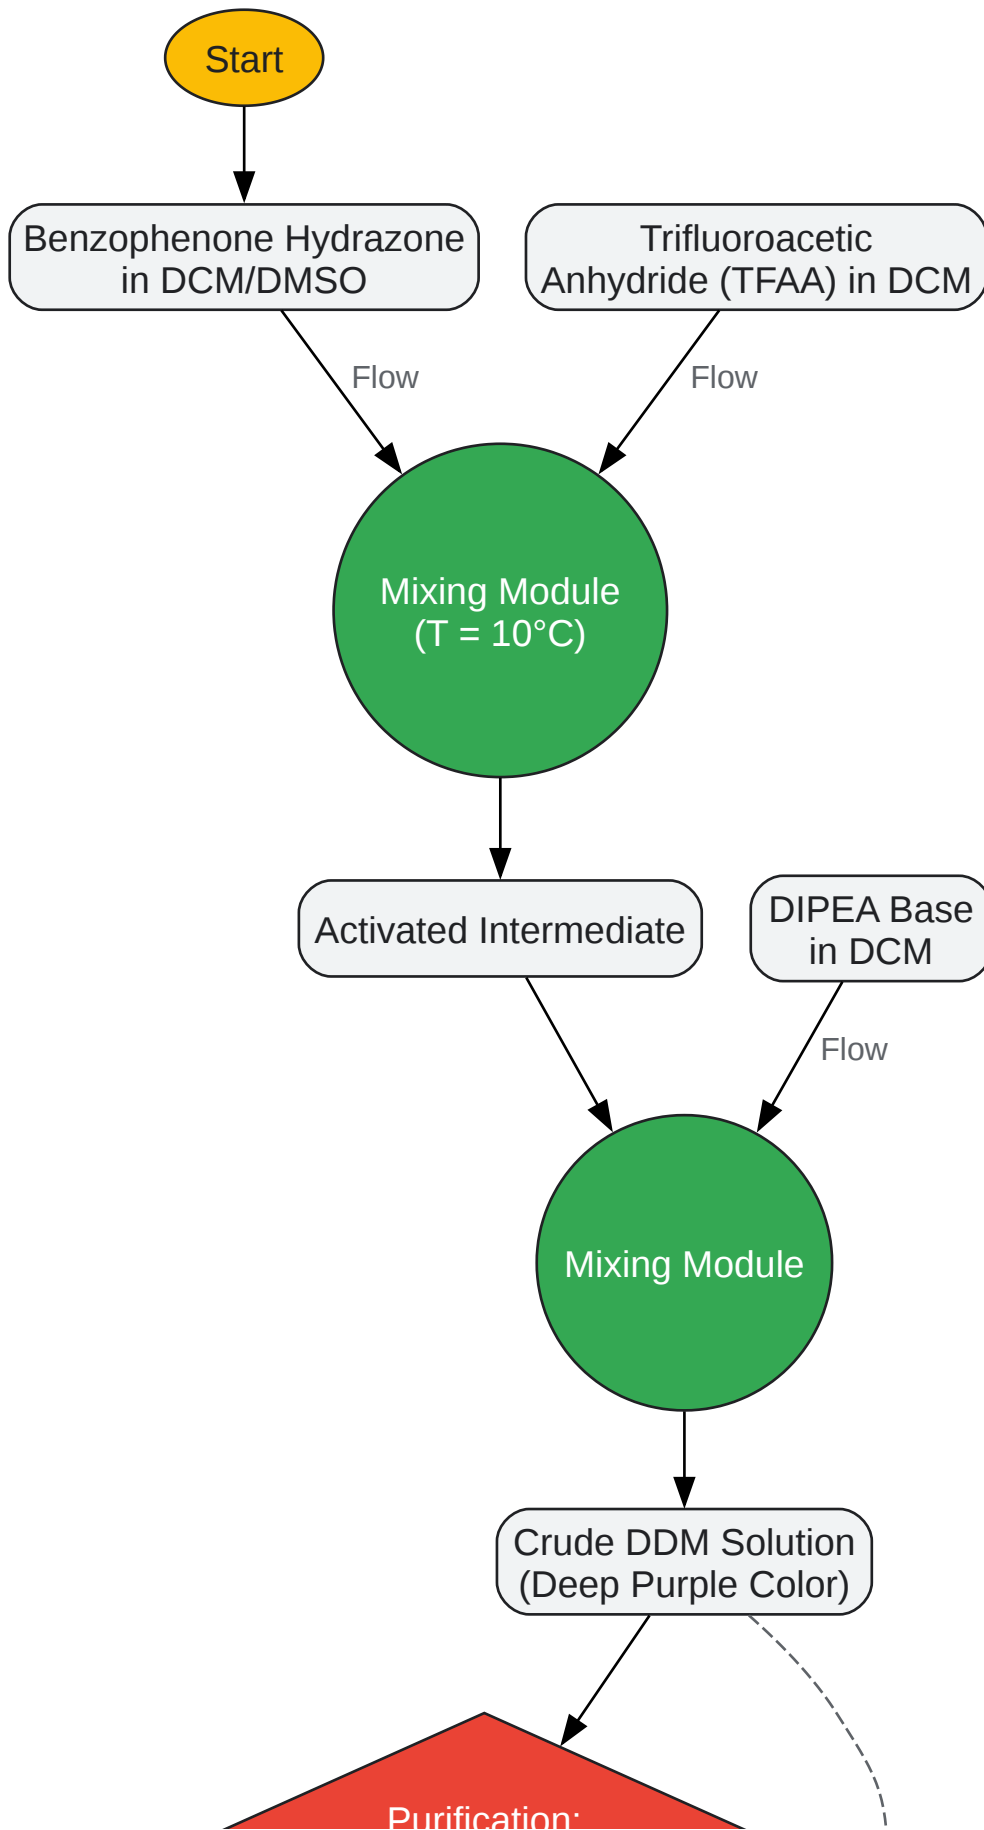 Start
Benzophenone Hydrazone
in DCM/DMSO
Trifluoroacetic
Anhydride (TFAA) in DCM
Flow
Flow
Mixing Module
(T = 10°C)
Activated Intermediate
DIPEA Base
in DCM
Flow
Mixing Module
Crude DDM Solution
(Deep Purple Color)
Purification: